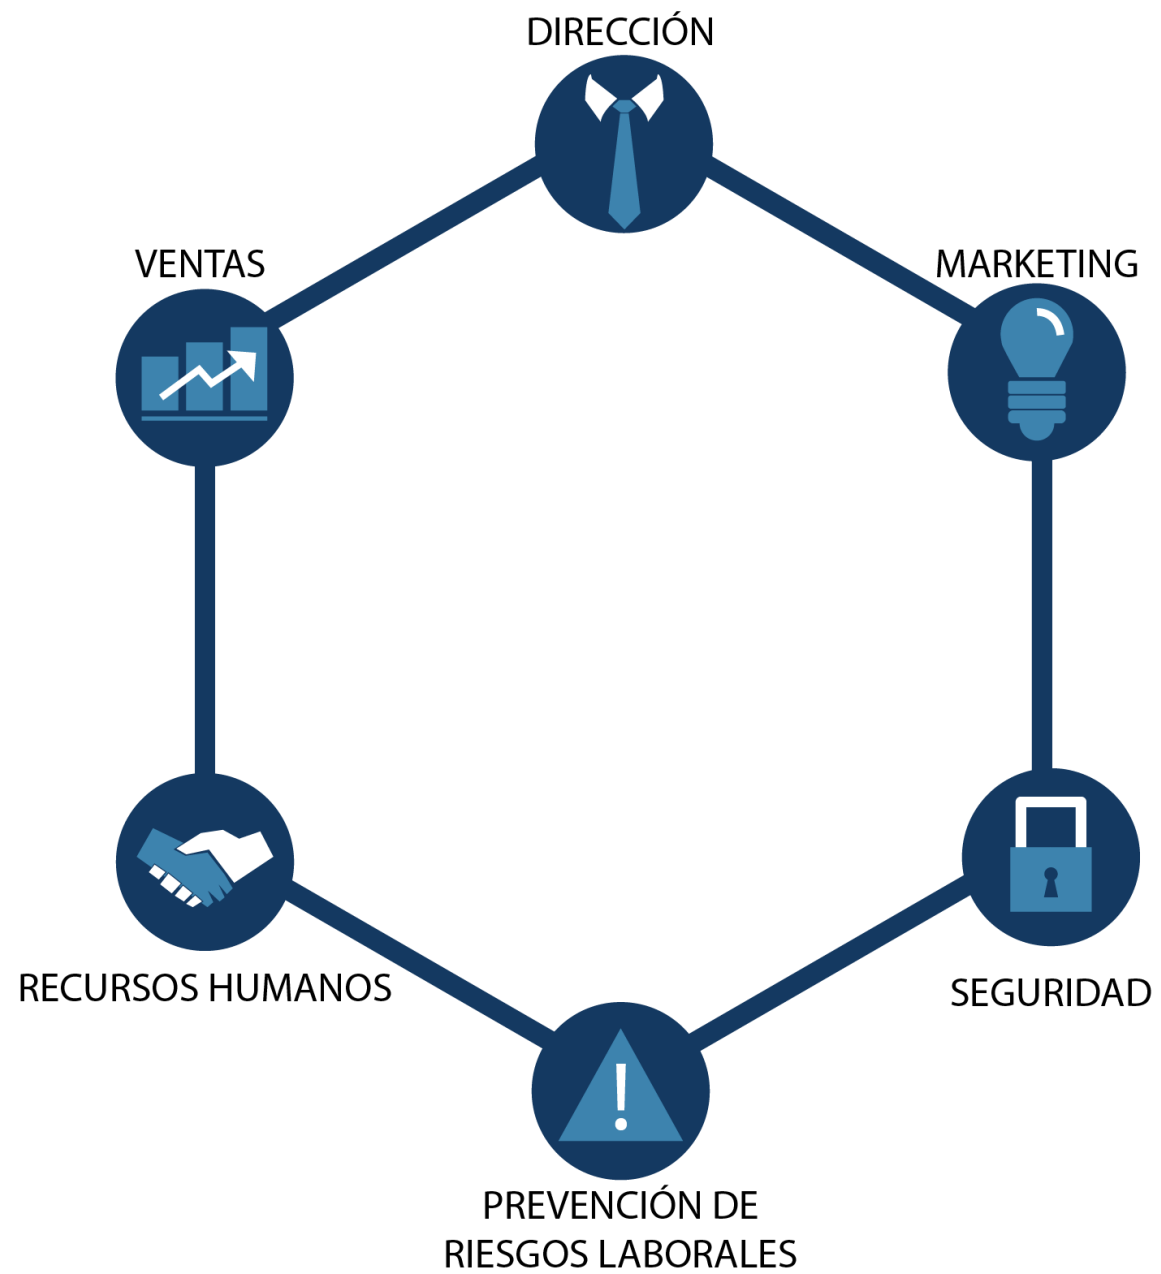 DIRECCIÓN
VENTAS
MARKETING
RECURSOS HUMANOS
SEGURIDAD
PREVENCIÓN DE
RIESGOS LABORALES